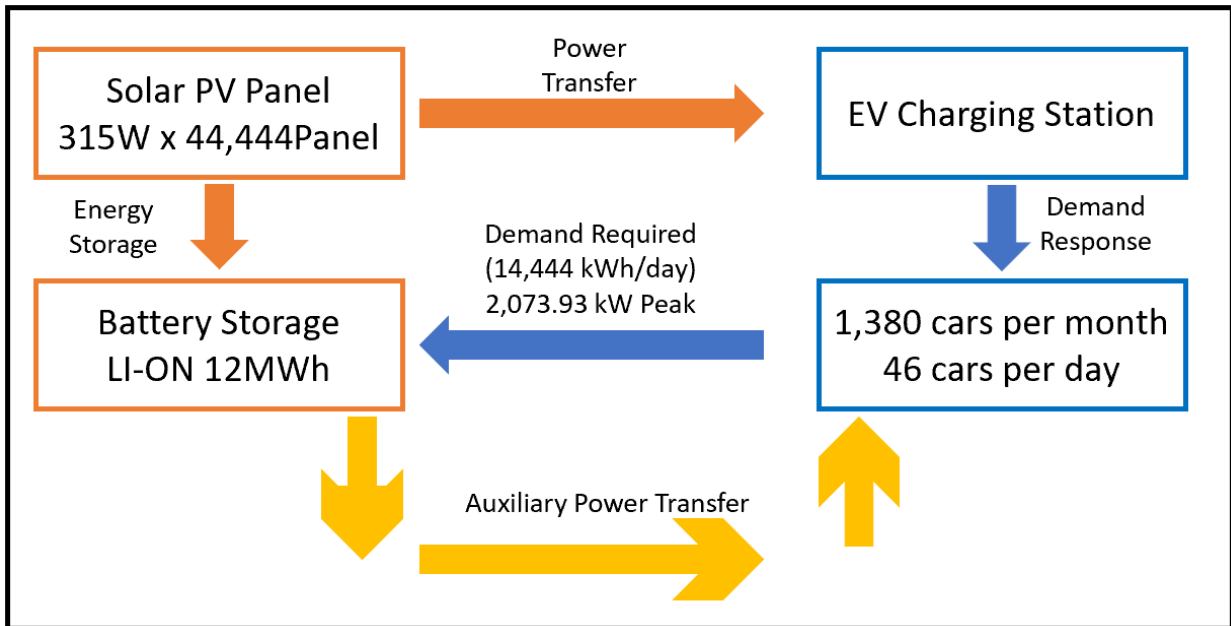 Solar PV Panel
315W x 44,444Panel
Power
Transfer
EV Charging Station
Energy
Storage
Demand
Response
Demand Required
(14,444 kWh/day)
2,073.93 kW Peak
Battery Storage
LI-ON 12MWh
1,380 cars per month
46 cars per day
Auxiliary Power Transfer